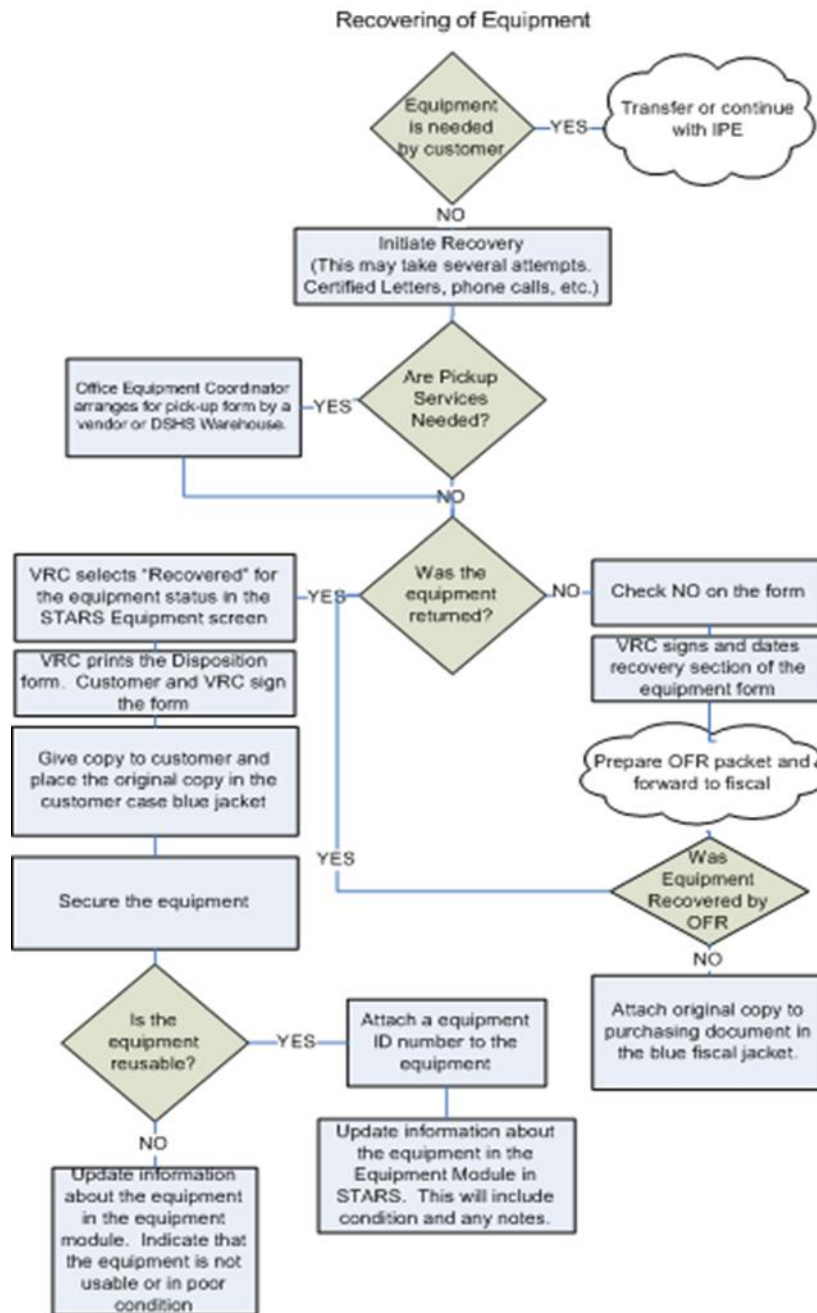 Recovering of Equipment
Equipment
is needed
by customer
YES
Transfer or continue
with IPE
NO
Initiate Recovery
(This may take several attempts.
Certified Letters, phone calls, etc.)
Are Pickup
Services
Needed?
YES
Office Equipment Coordinator
arranges for pick-up form by a
vendor or DSHS Warehouse.
NO
Was the
equipment
returned?
YES
VRC selects "Recovered" for
the equipment status in the
STARS Equipment screen
NO
Check NO on the form
VRC prints the Disposition
form. Customer and VRC sign
the form
VRC signs and dates
recovery section of the
equipment form
Give copy to customer and
place the original copy in the
customer case blue jacket
Prepare OFR packet and
forward to fiscal
YES
Was
Equipment
Recovered by
OFR
Secure the equipment
NO
Attach original copy to
purchasing document in
the blue fiscal jacket.
Is the
equipment
reusable?
YES
Attach a equipment
ID number to the
equipment
NO
Update information about
the equipment in the
Equipment Module in
STARS. This will include
condition and any notes.
Update information
about the equipment
in the equipment
module. Indicate that
the equipment is not
usable or in poor
condition